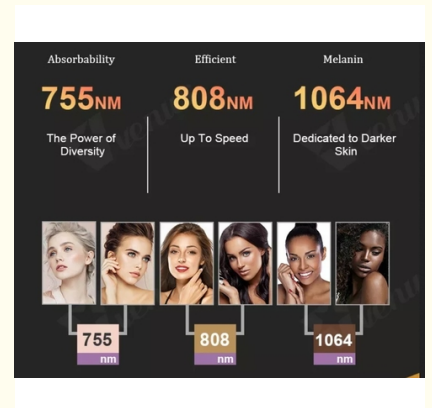 Absorbability
Efficient
Melanin
755NM
808NM
1064NM
The Power of
Diversity
Up To Speed
Dedicated to Darker
Skin
755
nm
808
nm
1064
nm